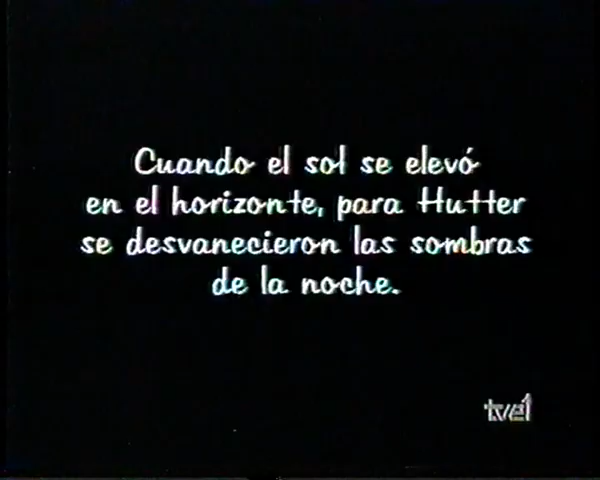 Cuando el sol se elevó
en el horizonte, para Hutter
se desvanecieron las sombras
de la noche.
tve1